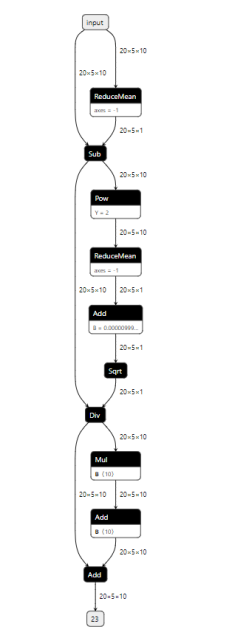 input
20×5×10
20×5×10
ReduceMean
axes = -1
20×5×1
Sub
20×5×10
Pow
Y = 2
20×5×10
ReduceMean
axes = -1
20×5×10 20×5×1
Add
B = 0.00000999...
20×5×1
Sqrt
20×5×1
Div
20×5×10
Mul
B ⟨10⟩
20×5×10 20×5×10
Add
B ⟨10⟩
20×5×10
Add
20×5×10
23